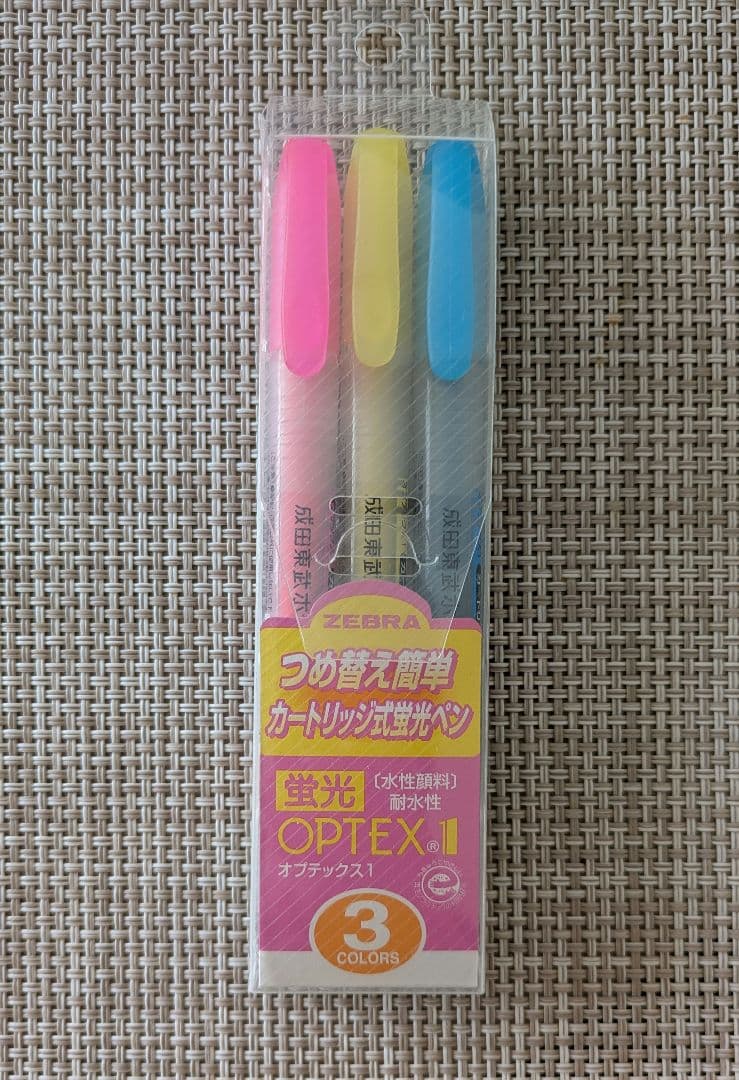 成田東武ホ
成田東武ホ
成田東武ホ
ZEBRA
つめ替え簡単
カートリッジ式蛍光ペン
蛍光
〔水性顔料〕
耐水性
OPTEX®1
オプテックス1
3
COLORS